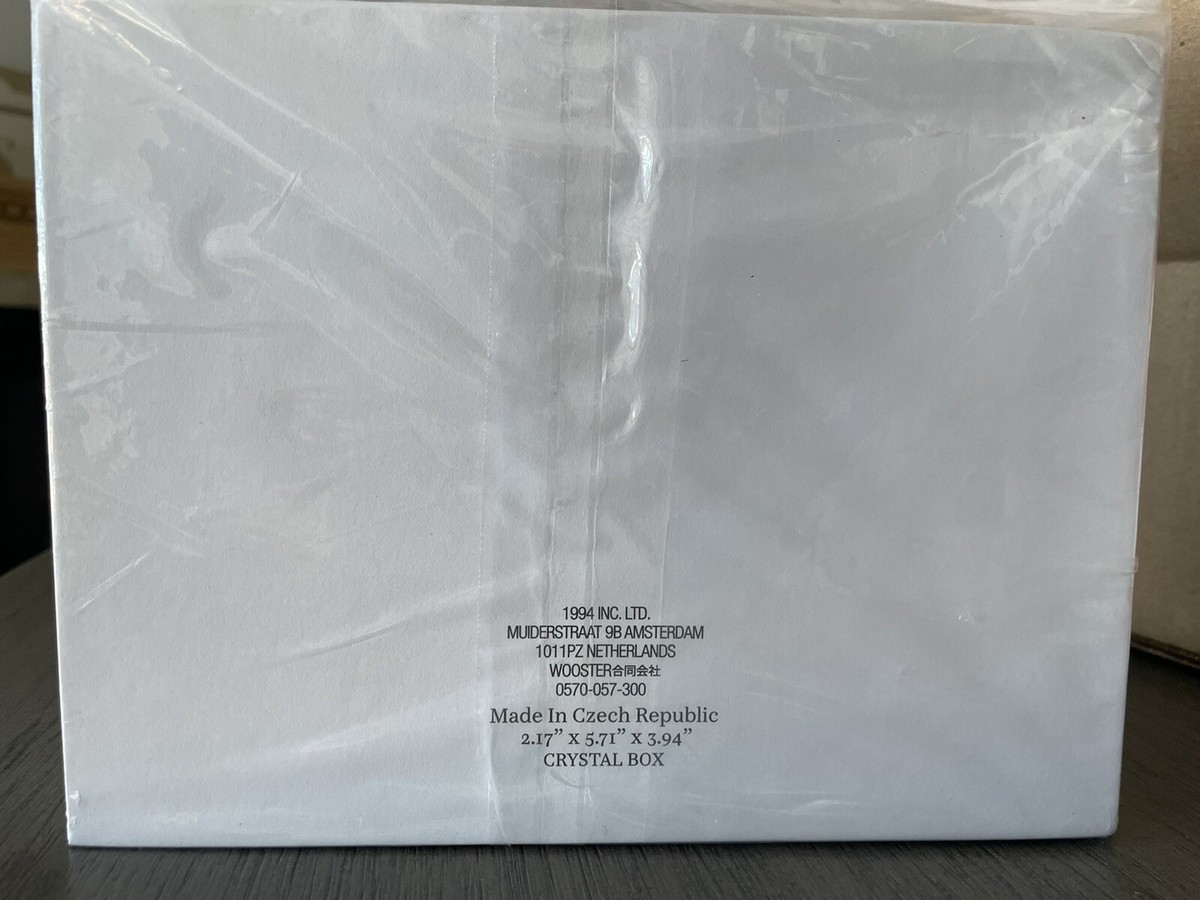 1994 INC. LTD.
MUIDERSTRAAT 9B AMSTERDAM
1011PZ NETHERLANDS
WOOSTER合同会社
0570-057-300
Made In Czech Republic
2.17” x 5.71” x 3.94”
CRYSTAL BOX